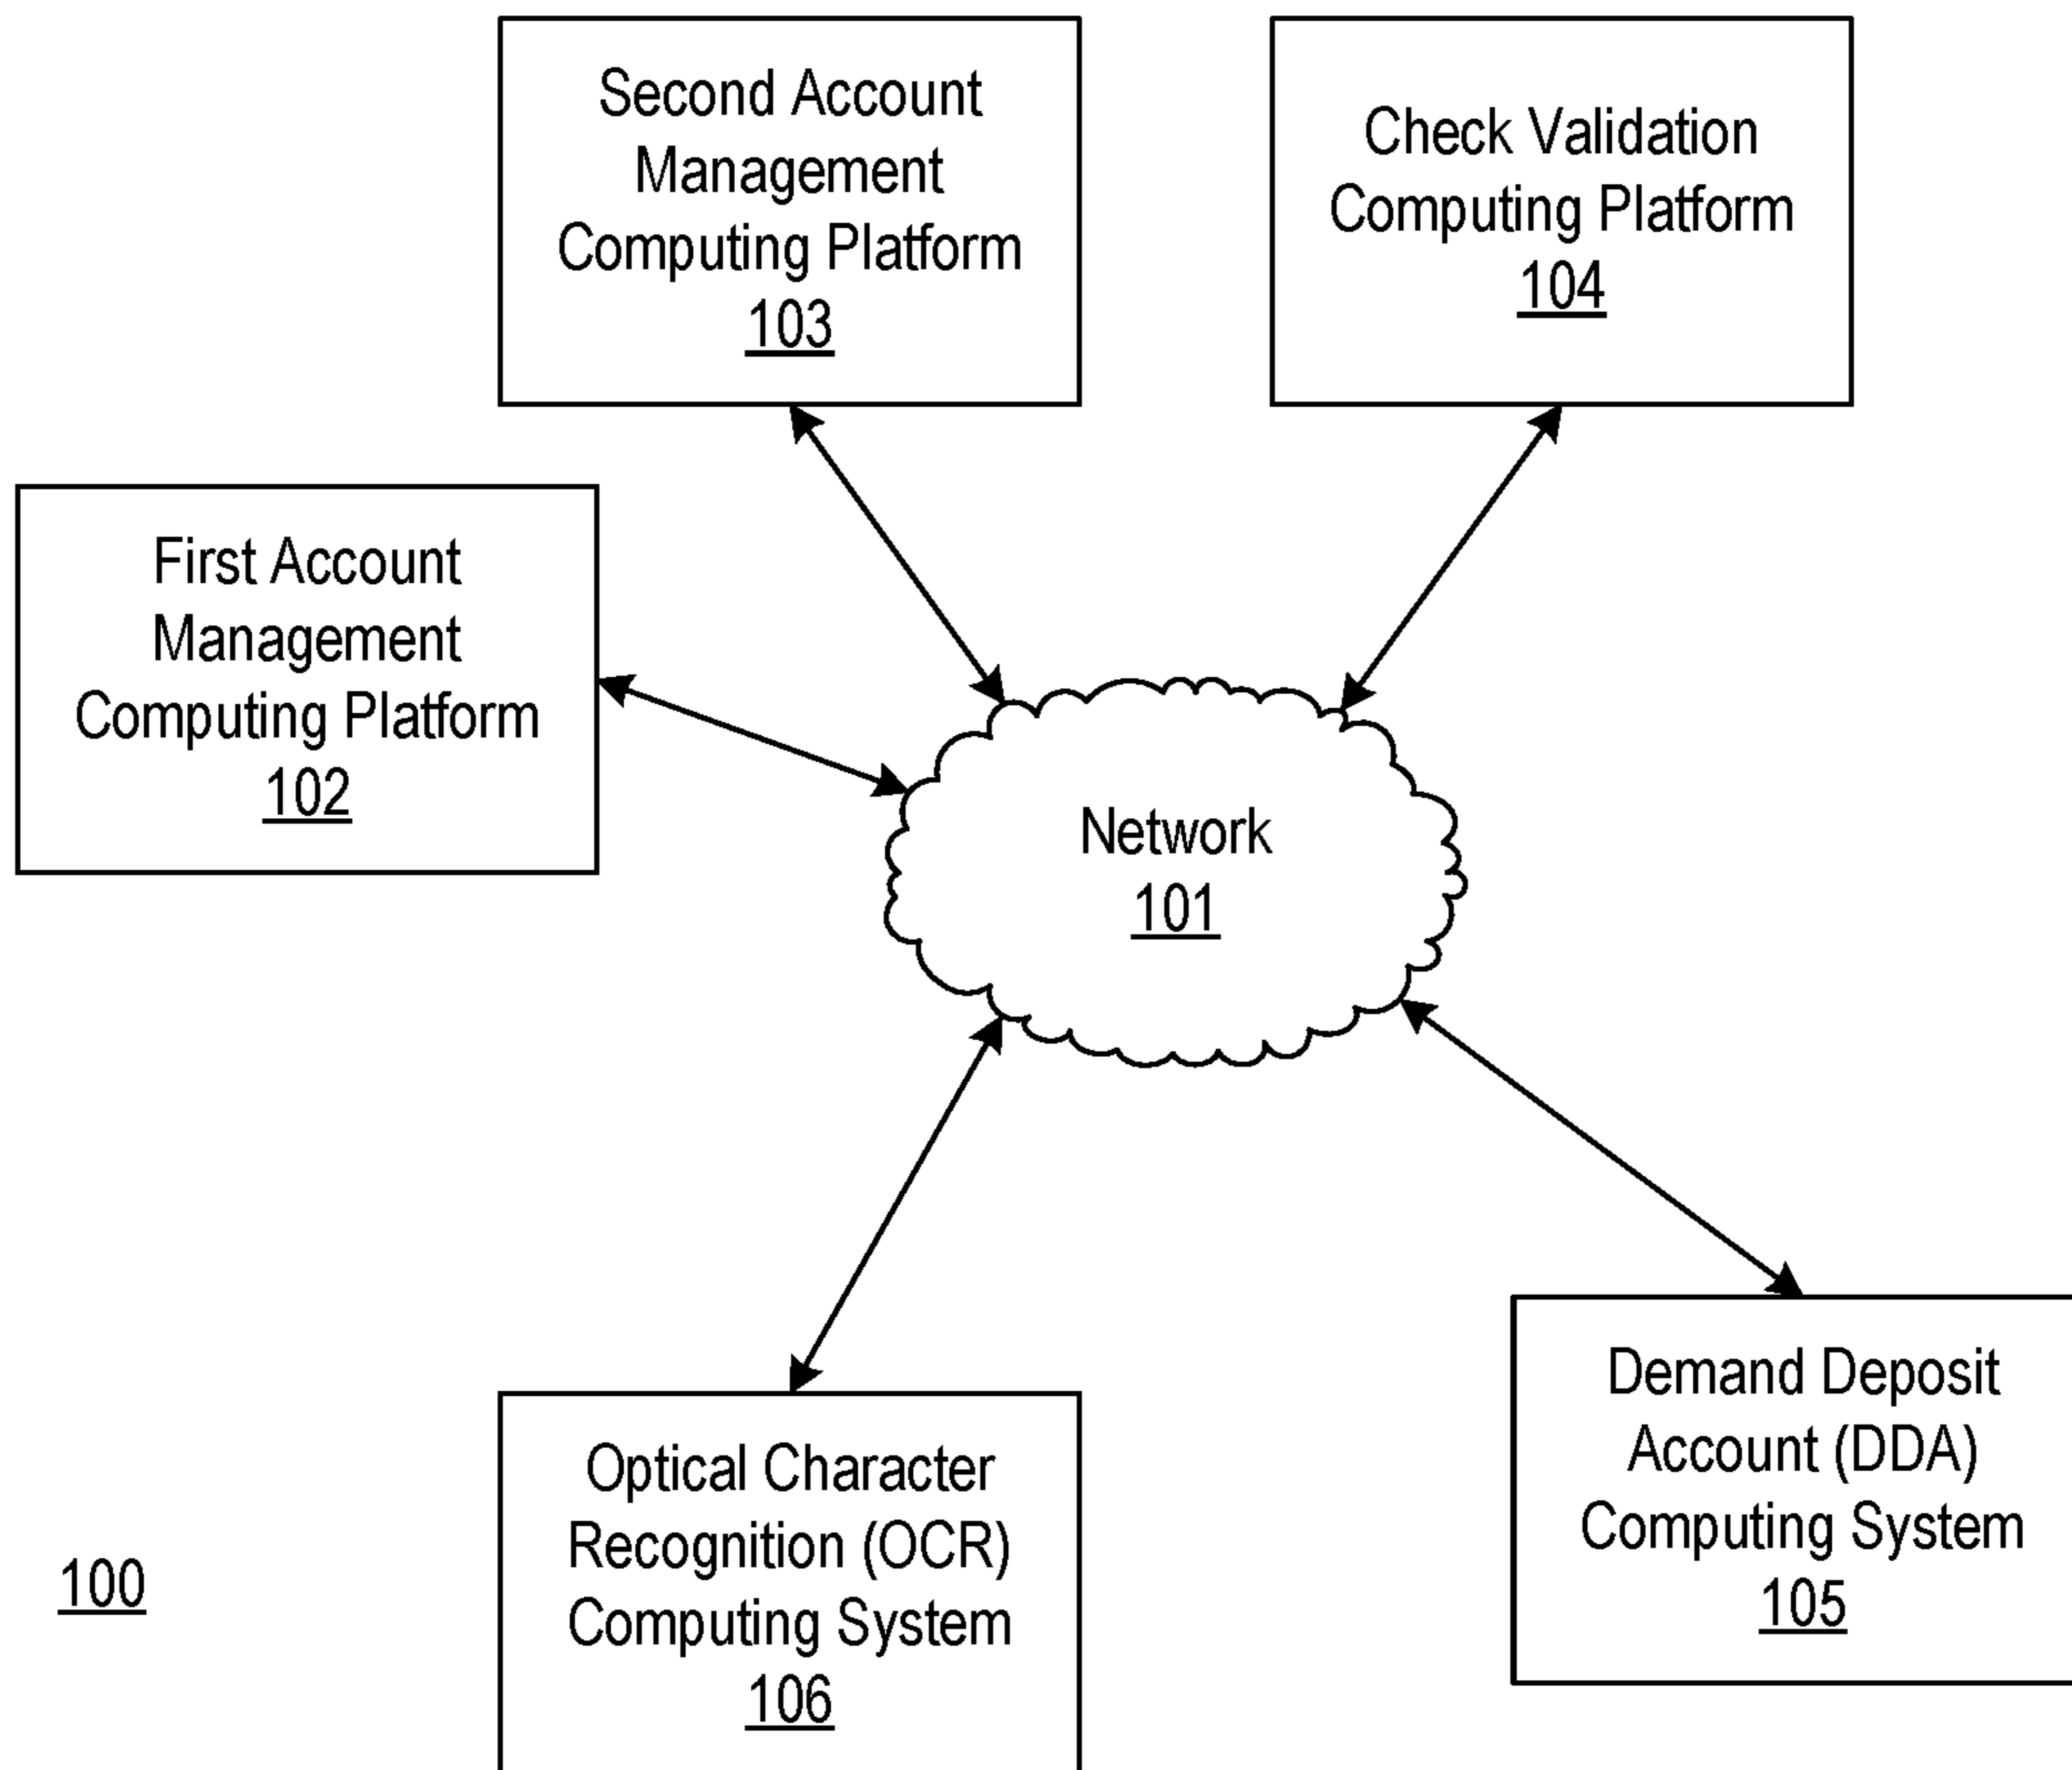 Second Account
Management
Computing Platform
103
Check Validation
Computing Platform
104
First Account
Management
Computing Platform
102
Network
101
Demand Deposit
Account (DDA)
Computing System
105
Optical Character
Recognition (OCR)
Computing System
106
100